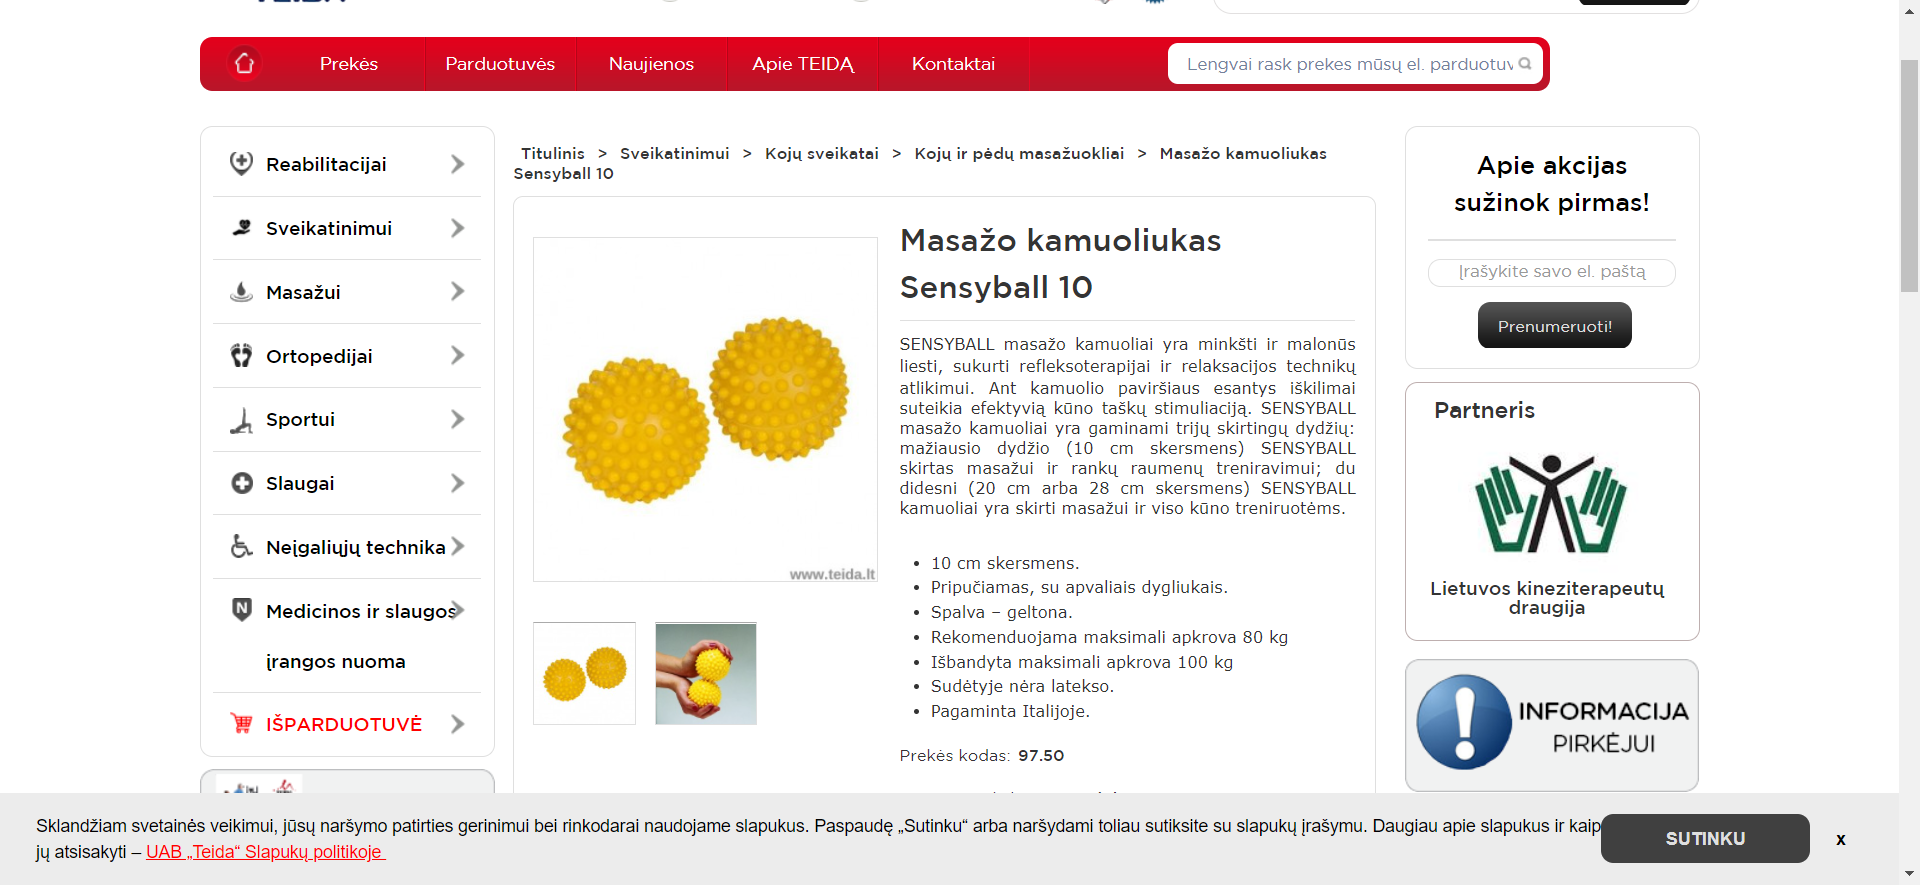 Prekės
Parduotuvės
Naujienos
Apie TEIDĄ
Kontaktai
Lengvai rask prekes mūsų el. parduotuv
Reabilitacijai
Sveikatinimui
Masažui
Ortopedijai
Sportui
Slaugai
Neįgaliųjų technika
Medicinos ir slaugos
įrangos nuoma
IŠPARDUOTUVĖ
Titulinis > Sveikatinimui > Kojų sveikatai > Kojų ir pėdų masažuokliai > Masažo kamuoliukas
Sensyball 10
www.teida.lt
Masažo kamuoliukas
Sensyball 10
SENSYBALL masažo kamuoliai yra minkšti ir malonūs
liesti, sukurti refleksoterapijai ir relaksacijos technikų
atlikimui. Ant kamuolio paviršiaus esantys iškilimai
suteikia efektyvią kūno taškų stimuliaciją. SENSYBALL
masažo kamuoliai yra gaminami trijų skirtingų dydžių:
mažiausio dydžio (10 cm skersmens) SENSYBALL
skirtas masažui ir rankų raumenų treniravimui; du
didesni (20 cm arba 28 cm skersmens) SENSYBALL
kamuoliai yra skirti masažui ir viso kūno treniruotėms.
• 10 cm skersmens.
• Pripučiamas, su apvaliais dygliukais.
• Spalva – geltona.
• Rekomenduojama maksimali apkrova 80 kg
• Išbandyta maksimali apkrova 100 kg
• Sudėtyje nėra latekso.
• Pagaminta Italijoje.
Prekės kodas: 97.50
Apie akcijas
sužinok pirmas!
Įrašykite savo el. paštą
Prenumeruoti!
Partneris
Lietuvos kineziterapeutų
draugija
INFORMACIJA
PIRKĖJUI
Sklandžiam svetainės veikimui, jūsų naršymo patirties gerinimui bei rinkodarai naudojame slapukus. Paspaudę „Sutinku“ arba naršydami toliau sutiksite su slapukų įrašymu. Daugiau apie slapukus ir kaip
jų atsisakyti – UAB „Teida“ Slapukų politikoje
SUTINKU
x